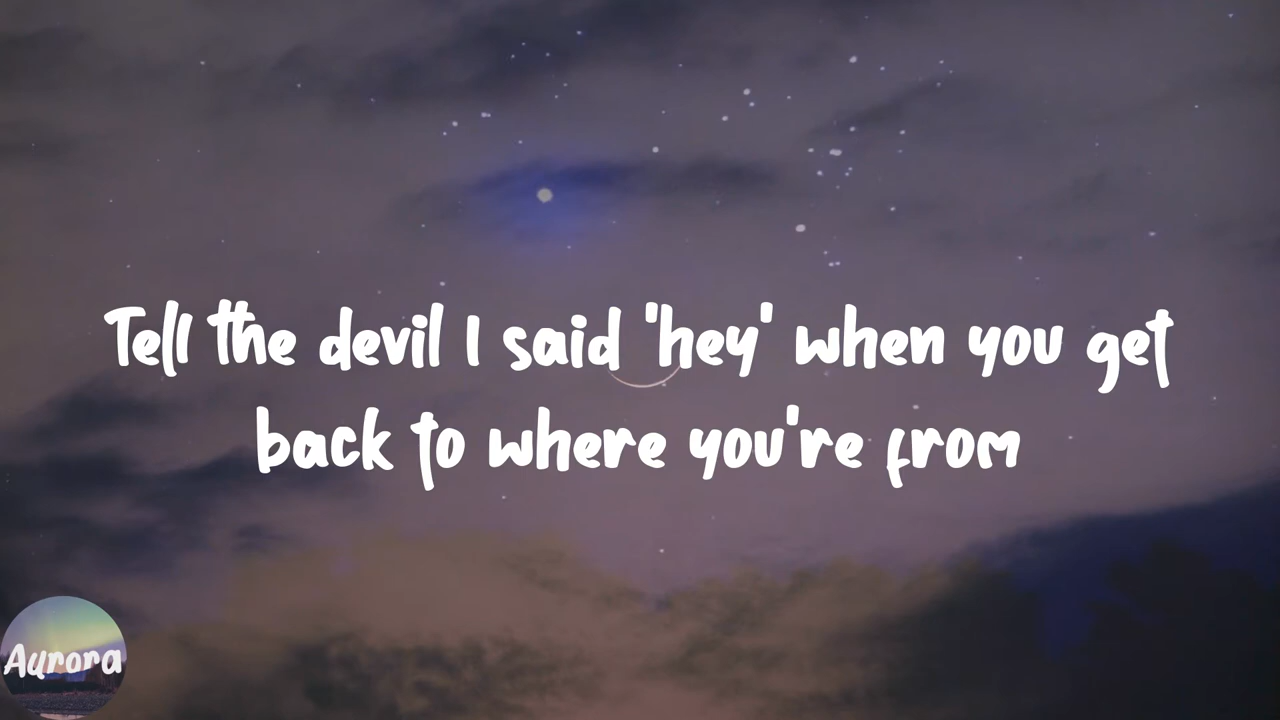 Tell the devil I said 'hey' when you get
back to where you're from
Aurora